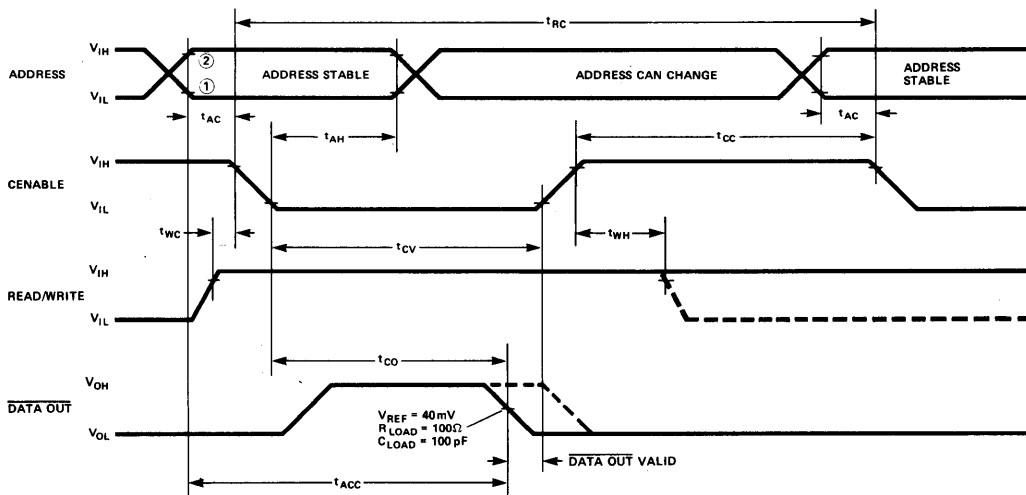 tRC
VIH
② ADDRESS STABLE ADDRESS CAN CHANGE ADDRESS
STABLE
ADDRESS
①
VIL
tAC tAH tCC tAC
VIH
CENABLE
VIL
tWC tCV tWH
VIH
READ/WRITE
VIL
tCO
VOH
DATA OUT
VREF = 40mV
RLOAD = 100Ω
CLOAD = 100 pF
VOL
DATA OUT VALID
tACC